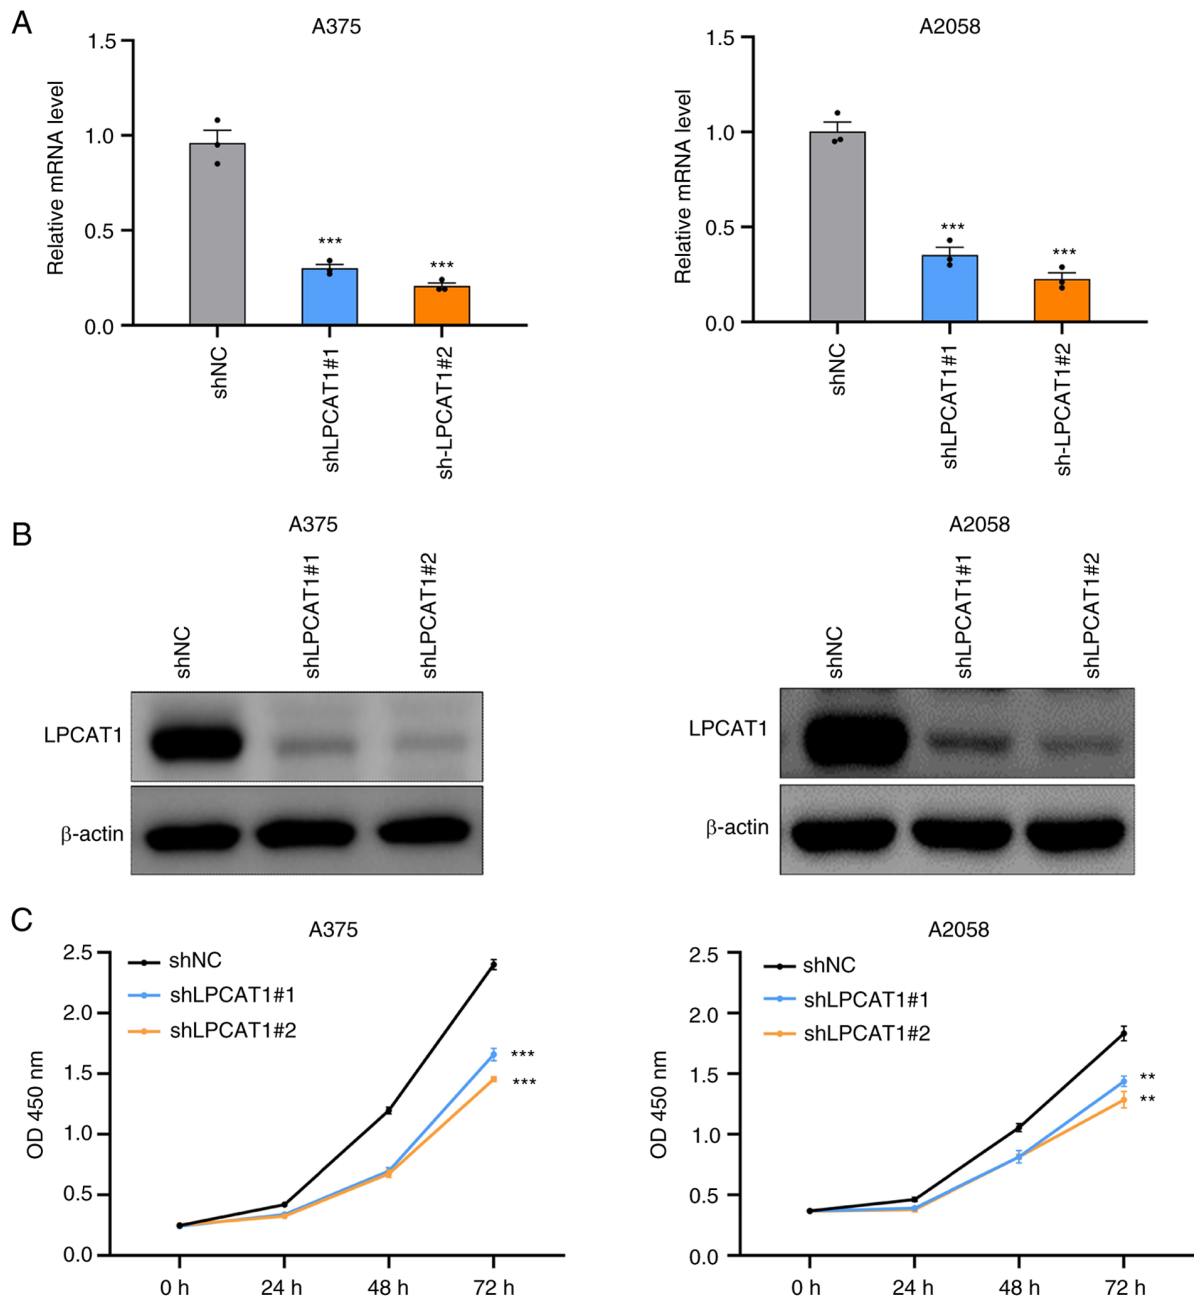 A
A375
A2058
Relative mRNA level
1.5
1.0
0.5
0.0
***
***
shNC
shLPCAT1#1
sh-LPCAT1#2
Relative mRNA level
1.5
1.0
0.5
0.0
***
***
shNC
shLPCAT1#1
sh-LPCAT1#2
B
A375
A2058
shNC
shLPCAT1#1
shLPCAT1#2
LPCAT1
β-actin
shNC
shLPCAT1#1
shLPCAT1#2
LPCAT1
β-actin
C
A375
A2058
OD 450 nm
2.5
2.0
1.5
1.0
0.5
0.0
shNC
shLPCAT1#1
shLPCAT1#2
***
***
0 h
24 h
48 h
72 h
OD 450 nm
2.5
2.0
1.5
1.0
0.5
0.0
shNC
shLPCAT1#1
shLPCAT1#2
**
**
0 h
24 h
48 h
72 h